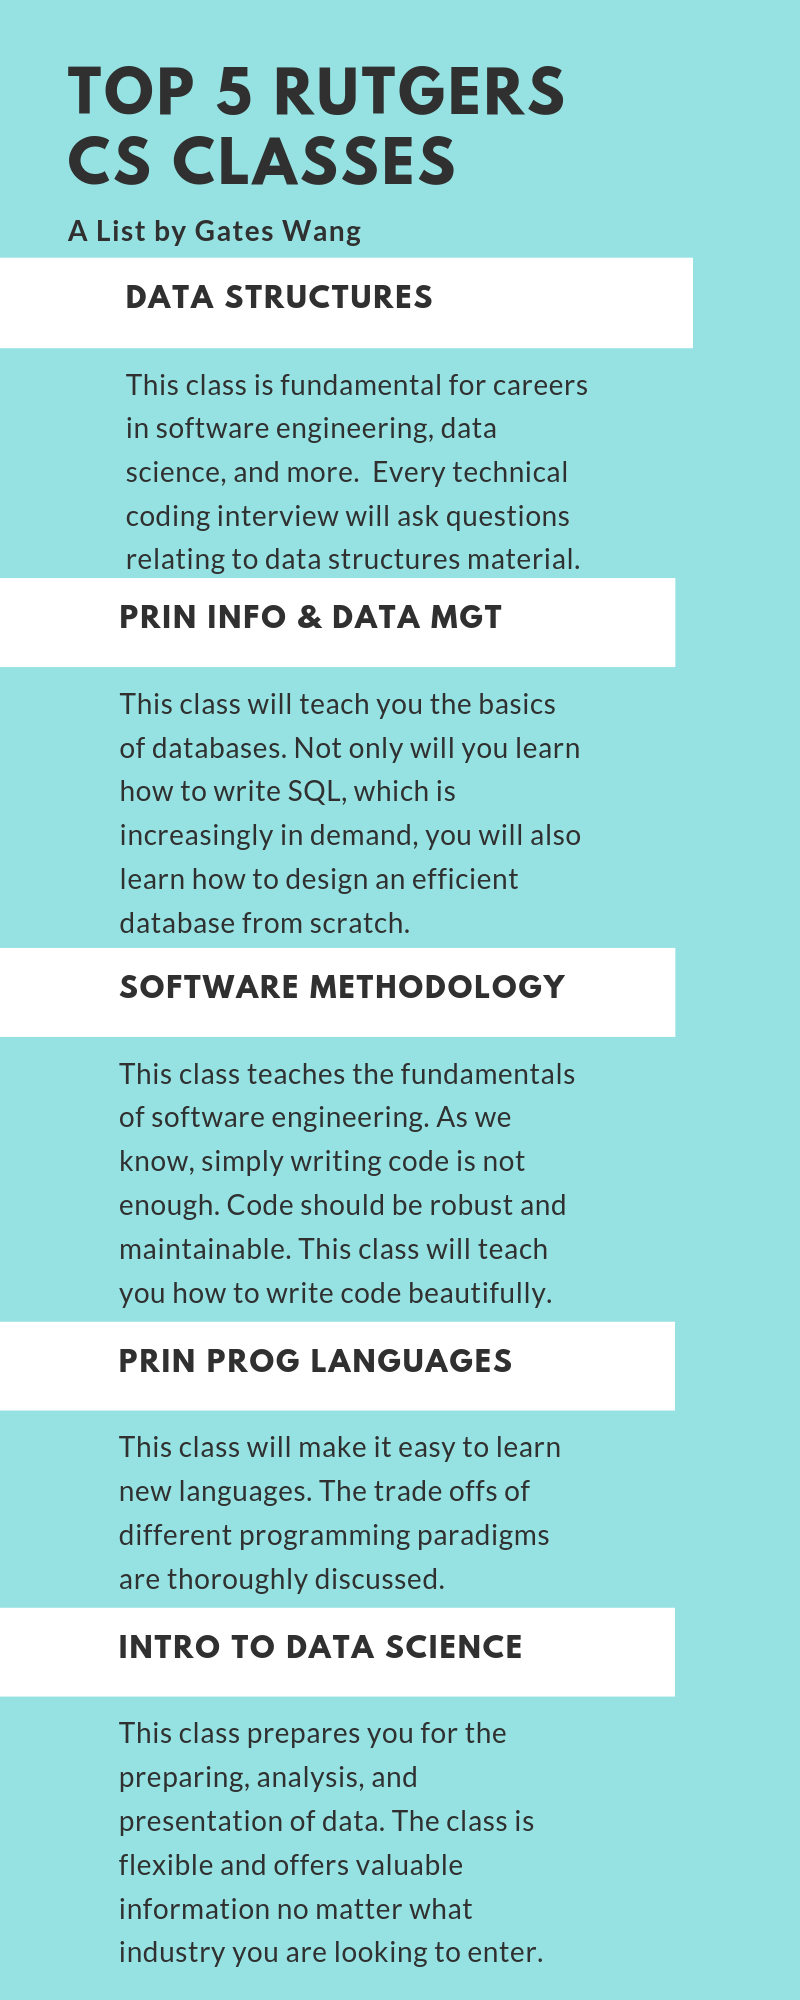 TOP 5 RUTGERS
CS CLASSES
A List by Gates Wang
DATA STRUCTURES
This class is fundamental for careers
in software engineering, data
science, and more.  Every technical
coding interview will ask questions
relating to data structures material.
PRIN INFO & DATA MGT
This class will teach you the basics
of databases. Not only will you learn
how to write SQL, which is
increasingly in demand, you will also
learn how to design an efficient
database from scratch.
SOFTWARE METHODOLOGY
This class teaches the fundamentals
of software engineering. As we
know, simply writing code is not
enough. Code should be robust and
maintainable. This class will teach
you how to write code beautifully.
PRIN PROG LANGUAGES
This class will make it easy to learn
new languages. The trade offs of
different programming paradigms
are thoroughly discussed.
INTRO TO DATA SCIENCE
This class prepares you for the
preparing, analysis, and
presentation of data. The class is
flexible and offers valuable
information no matter what
industry you are looking to enter.